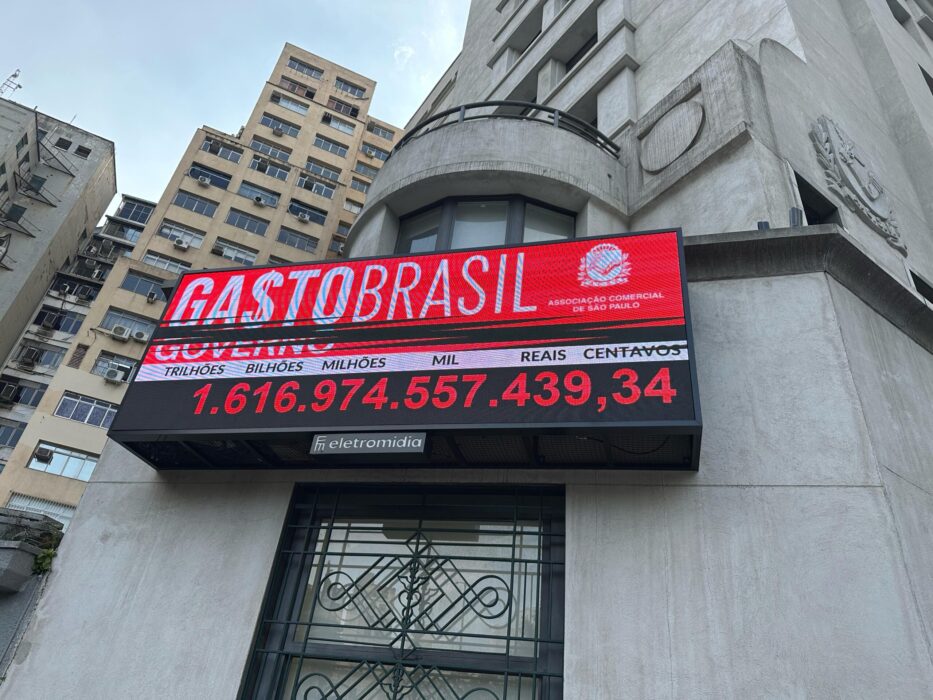 GA$TOBRASIL
ASSOCIAÇÃO COMERCIAL
DE SÃO PAULO
GOVERNO
TRILHÕES BILHÕES MILHÕES MIL REAIS CENTAVOS
1.616.974.557.439,34
eletromidia